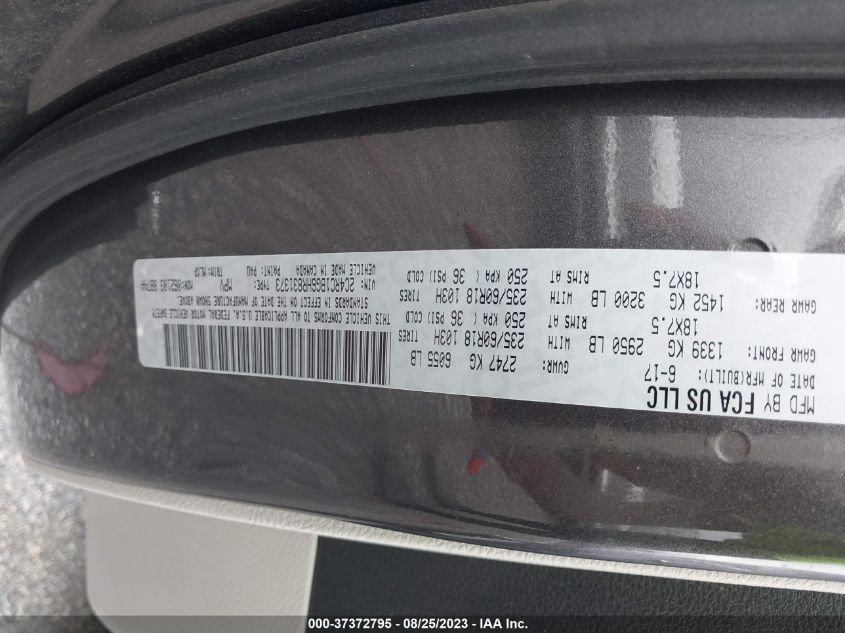 MFD BY FCA US LLC
DATE OF MFR(BUILT): 6-17
GVWR: 2747 KG 6055 LB
GAWR FRONT: 1339 KG 2950 LB WITH 235/60R18 103H TIRES
18X7.5 RIMS AT 250 KPA ( 36 PSI) COLD
GAWR REAR: 1452 KG 3200 LB WITH 235/60R18 103H TIRES
18X7.5 RIMS AT 250 KPA ( 36 PSI) COLD
THIS VEHICLE CONFORMS TO ALL APPLICABLE U.S.A. FEDERAL MOTOR VEHICLE SAFETY
STANDARDS IN EFFECT ON THE DATE OF MANUFACTURE SHOWN ABOVE.
VIN: 2C4RC1BG6HR831373 MPV
VEHICLE MADE IN CANADA PAINT: PAU TRIM:
000-37372795 - 08/25/2023 - IAA Inc.